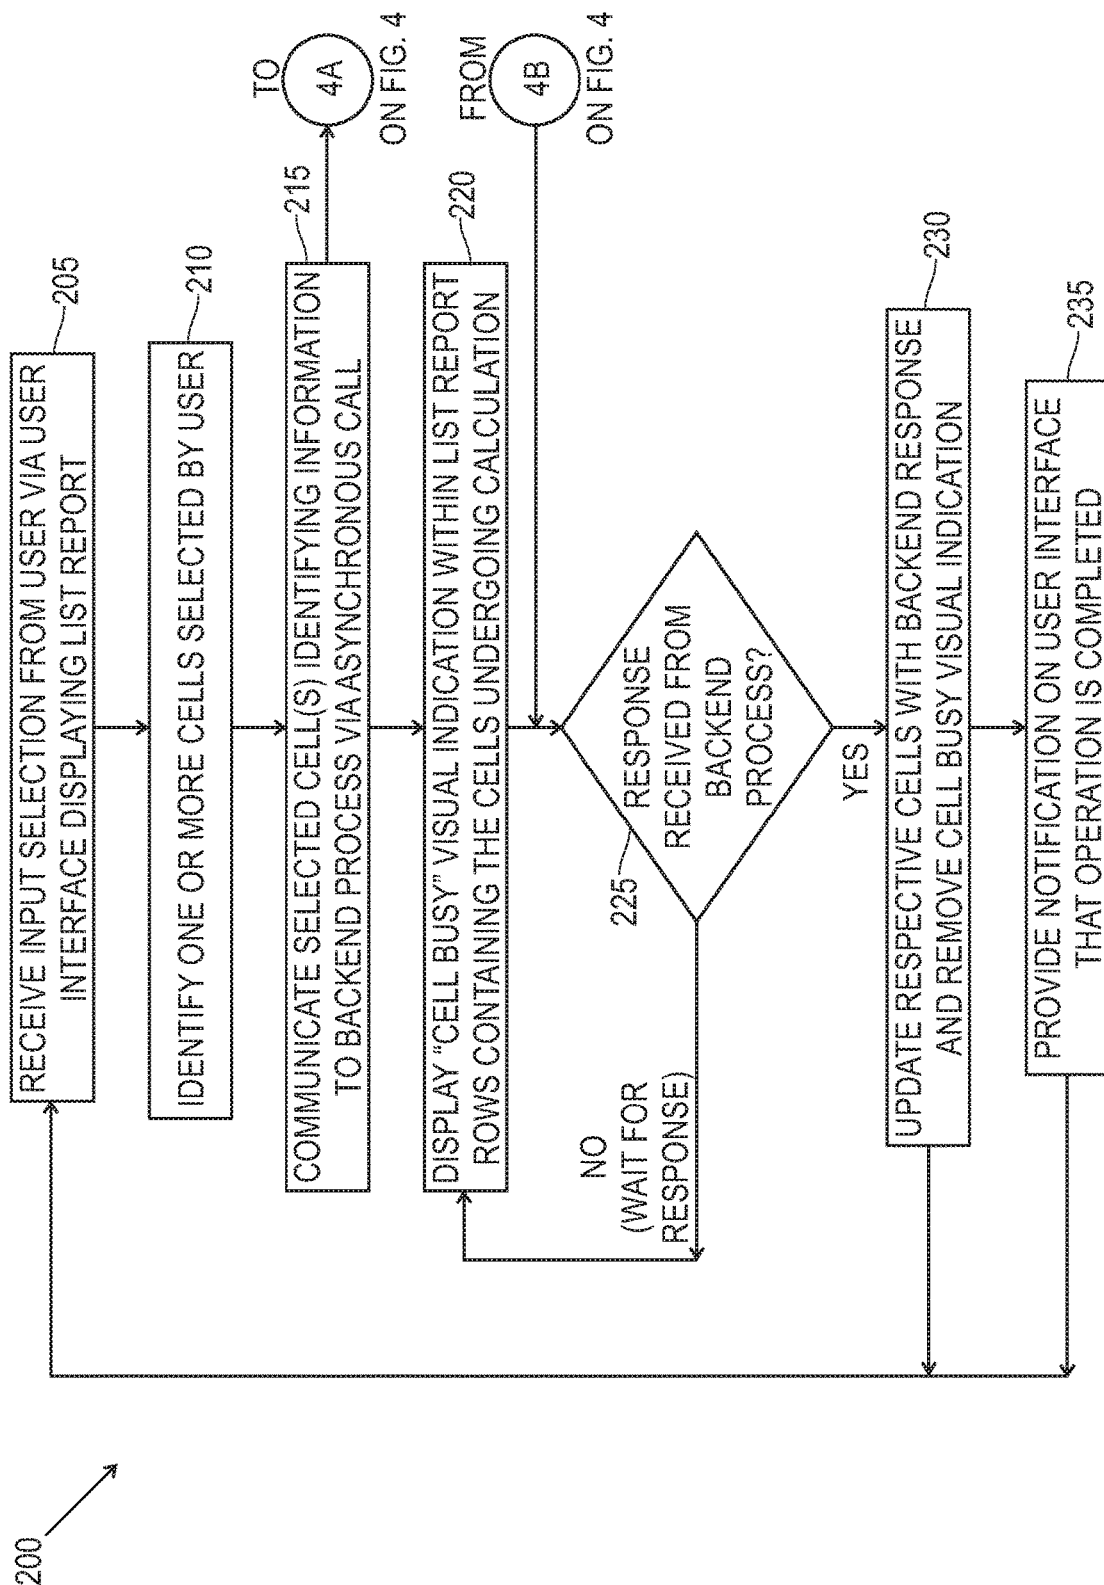 200
RECEIVE INPUT SELECTION FROM USER VIA USER
INTERFACE DISPLAYING LIST REPORT
205
IDENTIFY ONE OR MORE CELLS SELECTED BY USER
210
COMMUNICATE SELECTED CELL(S) IDENTIFYING INFORMATION
TO BACKEND PROCESS VIA ASYNCHRONOUS CALL
215
TO
4A
ON FIG. 4
DISPLAY “CELL BUSY” VISUAL INDICATION WITHIN LIST REPORT
ROWS CONTAINING THE CELLS UNDERGOING CALCULATION
220
FROM
4B
ON FIG. 4
225
RESPONSE
RECEIVED FROM
BACKEND
PROCESS?
NO
(WAIT FOR
RESPONSE)
YES
UPDATE RESPECTIVE CELLS WITH BACKEND RESPONSE
AND REMOVE CELL BUSY VISUAL INDICATION
230
PROVIDE NOTIFICATION ON USER INTERFACE
THAT OPERATION IS COMPLETED
235